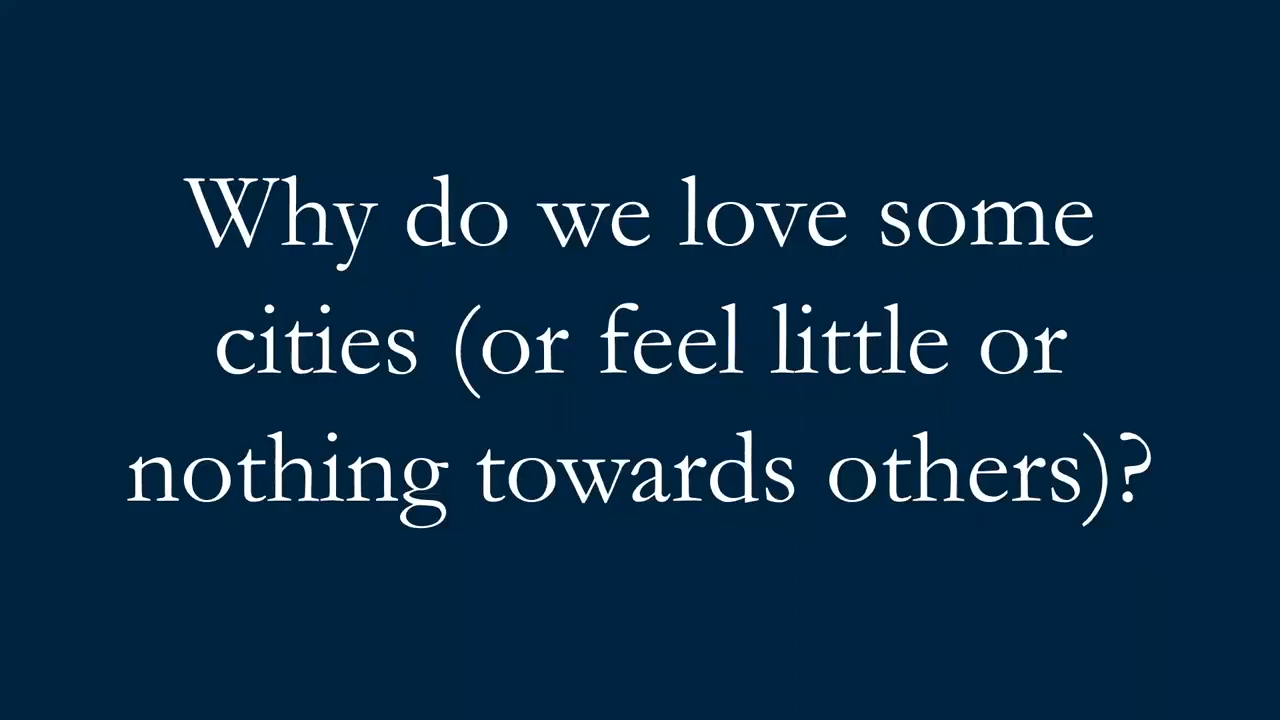 Why do we love some
cities (or feel little or
nothing towards others)?